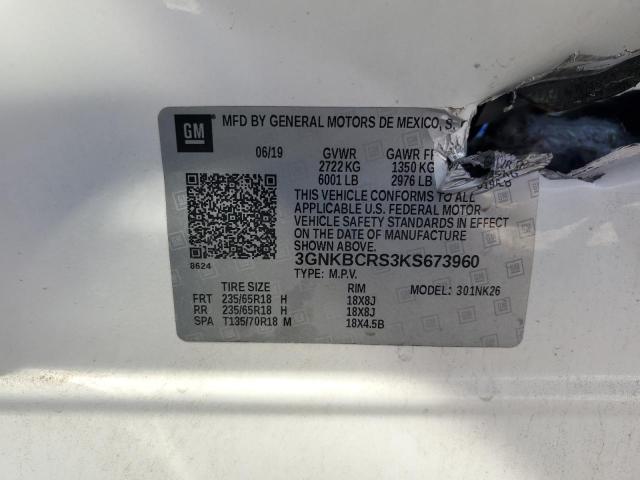 GM
MFD BY GENERAL MOTORS DE MEXICO, S.
06/19 GVWR GAWR
2722 KG 1350 KG
6001 LB 2976 LB
THIS VEHICLE CONFORMS TO ALL
APPLICABLE U.S. FEDERAL MOTOR
VEHICLE SAFETY STANDARDS IN EFFECT
ON THE DATE OF MANUFACTURE
SHOWN ABOVE.
8624
3GNKBCRS3KS673960
TYPE: M.P.V. MODEL: 301NK26
TIRE SIZE RIM
FRT 235/65R18 H 18X8J
RR 235/65R18 H 18X8J
SPA T135/70R18 M 18X4.5B